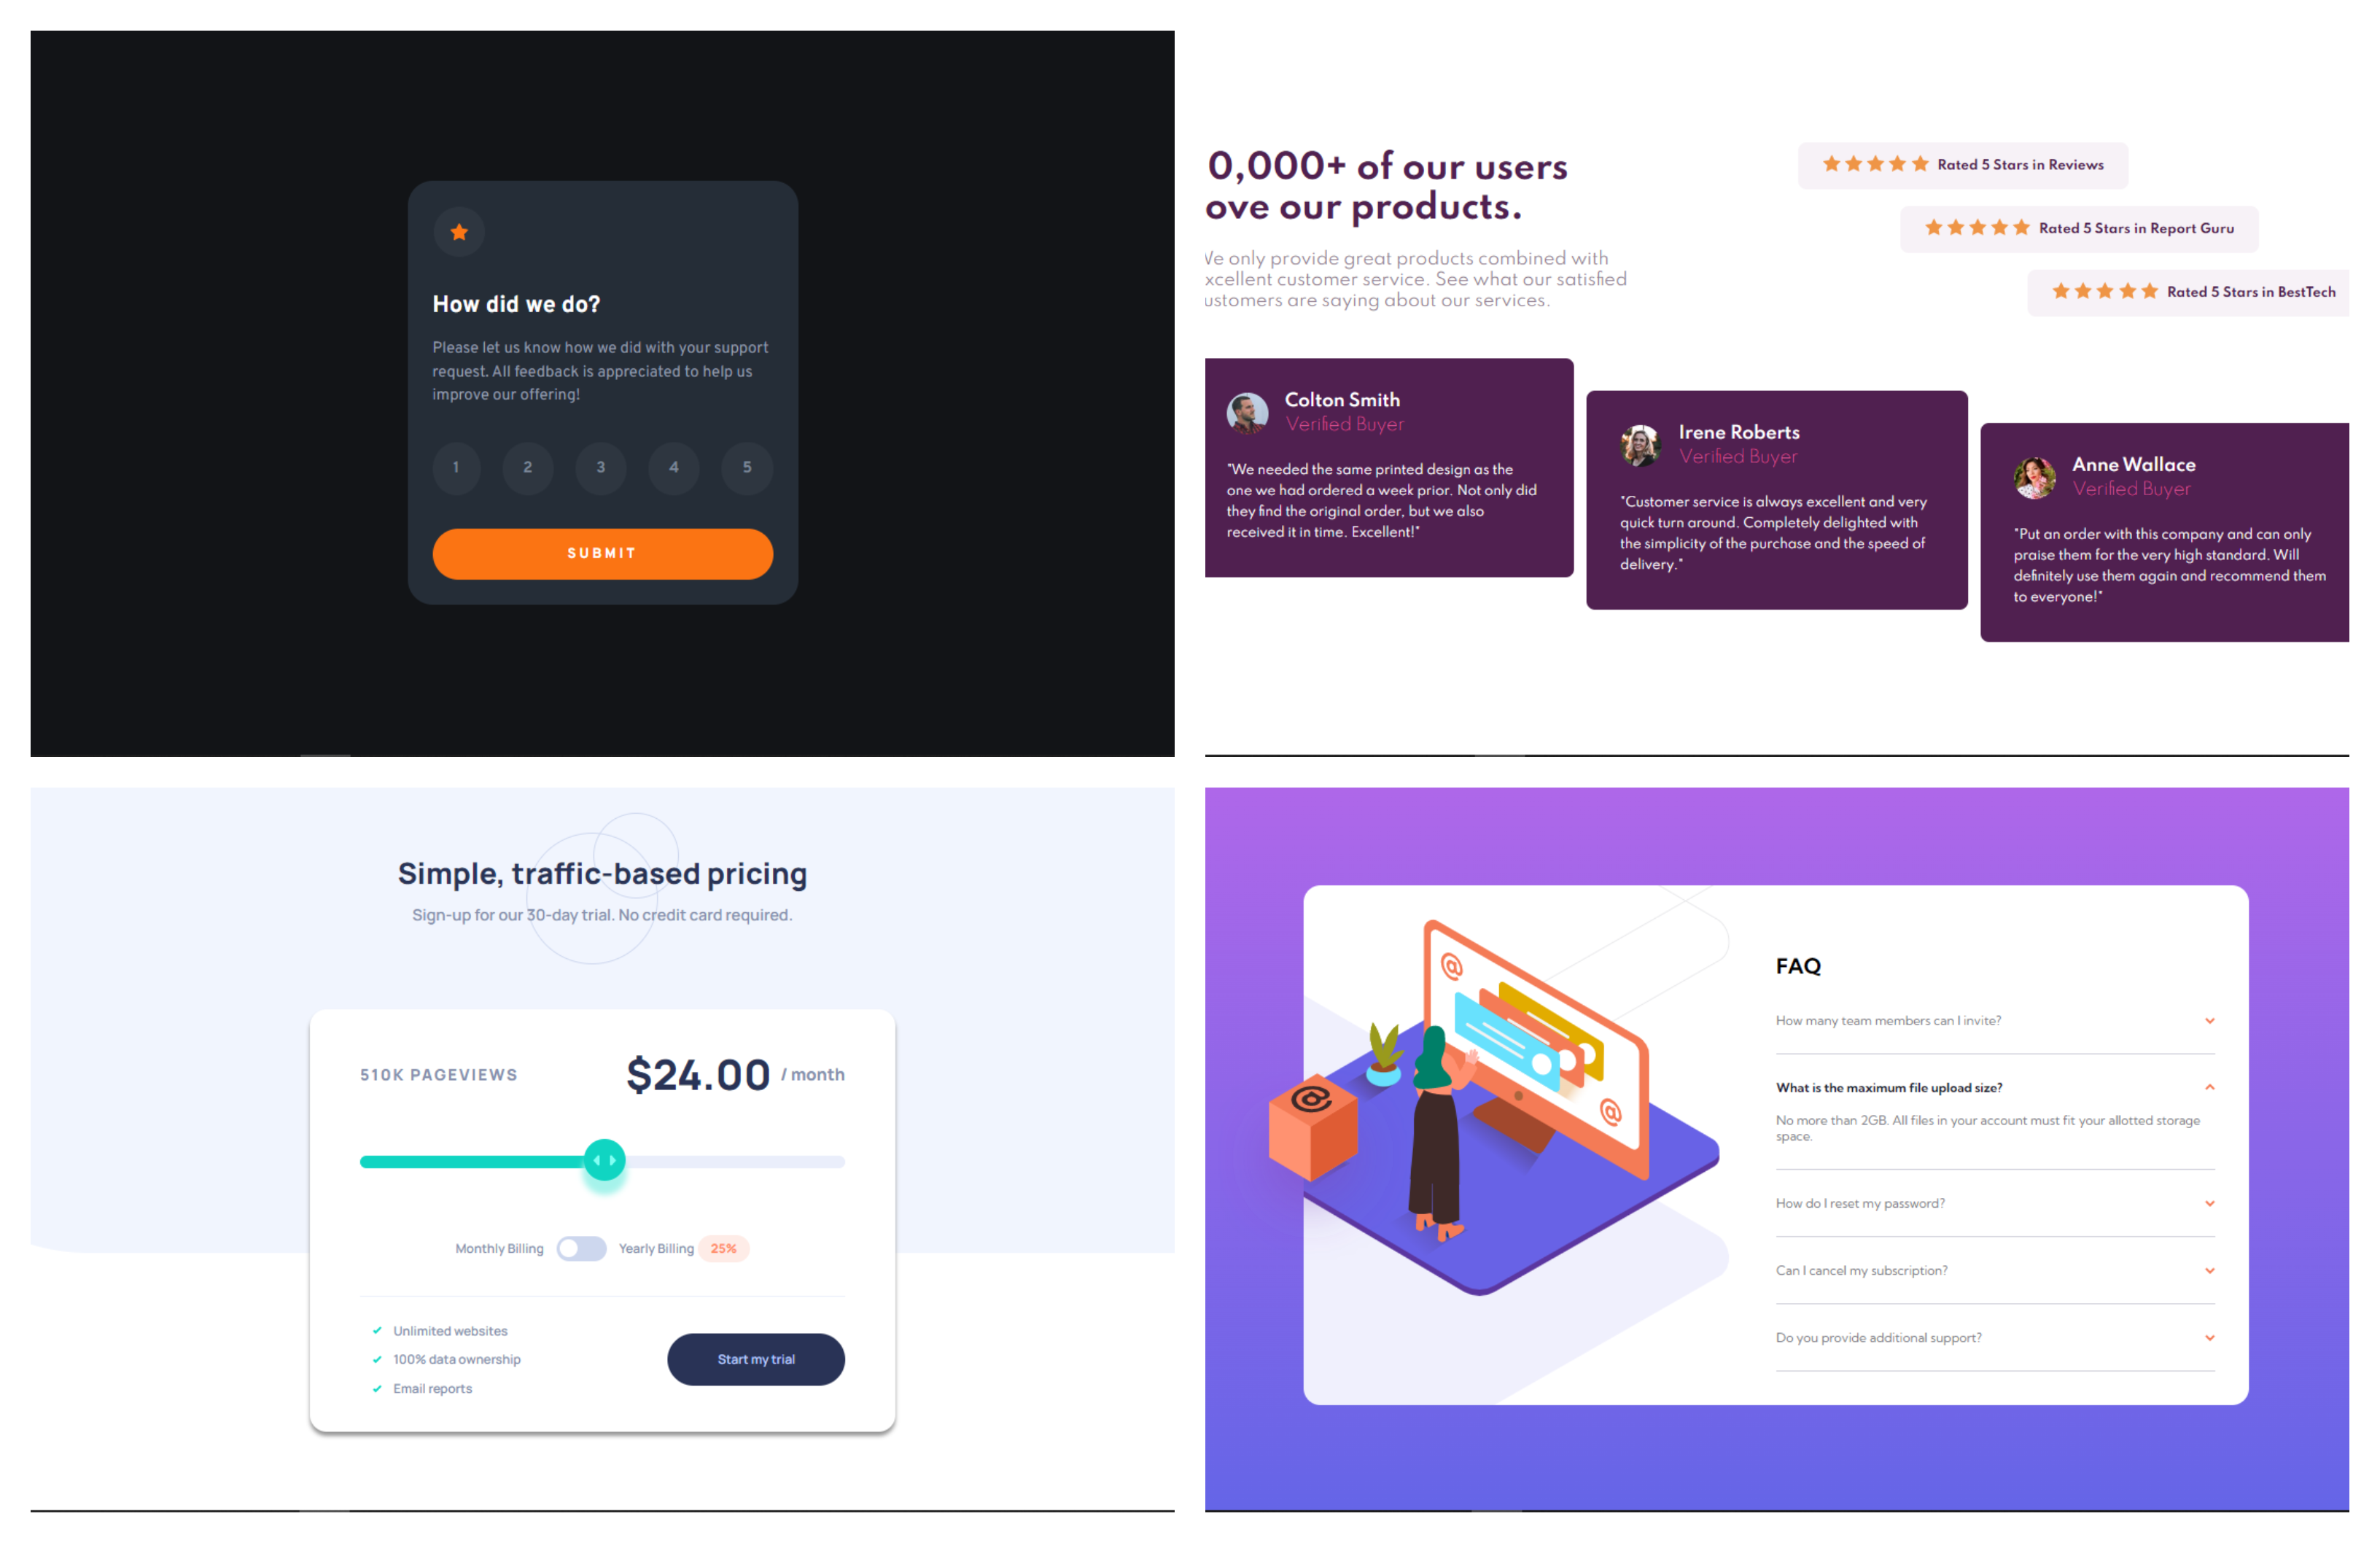 How did we do?
Please let us know how we did with your support
request. All feedback is appreciated to help us
improve our offering!
1 2 3 4 5
SUBMIT
0,000+ of our users
ove our products.
Ve only provide great products combined with
xcellent customer service. See what our satisfied
ustomers are saying about our services.
Rated 5 Stars in Reviews
Rated 5 Stars in Report Guru
Rated 5 Stars in BestTech
Colton Smith
Verified Buyer
"We needed the same printed design as the
one we had ordered a week prior. Not only did
they find the original order, but we also
received it in time. Excellent!"
Irene Roberts
Verified Buyer
"Customer service is always excellent and very
quick turn around. Completely delighted with
the simplicity of the purchase and the speed of
delivery."
Anne Wallace
Verified Buyer
"Put an order with this company and can only
praise them for the very high standard. Will
definitely use them again and recommend them
to everyone!"
Simple, traffic-based pricing
Sign-up for our 30-day trial. No credit card required.
510K PAGEVIEWS
$24.00 / month
Monthly Billing
Yearly Billing 25%
Unlimited websites
100% data ownership
Email reports
Start my trial
@
@
@
FAQ
How many team members can I invite?
What is the maximum file upload size?
No more than 2GB. All files in your account must fit your allotted storage
space.
How do I reset my password?
Can I cancel my subscription?
Do you provide additional support?